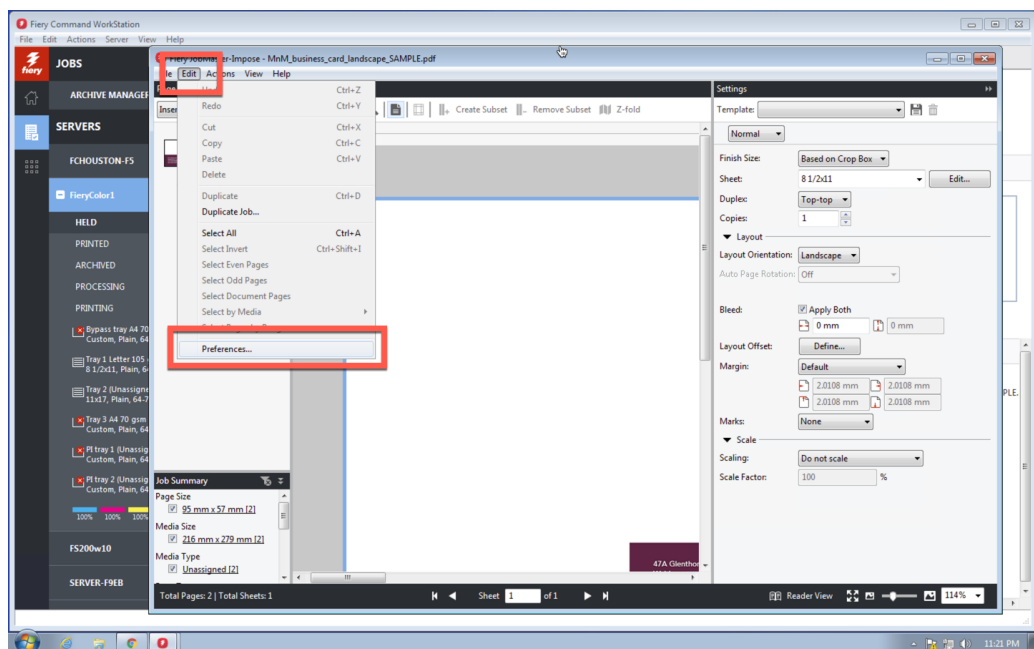 Fiery Command WorkStation
File Edit Actions Server View Help
fiery
JOBS
ARCHIVE MANAGER
SERVERS
FCHOUSTON-F5
FieryColor1
HELD
PRINTED
ARCHIVED
PROCESSING
PRINTING
Bypass tray A4 70
Custom, Plain, 64
Tray 1 Letter 105
8 1/2x11, Plain, 64
Tray 2 (Unassigne
11x17, Plain, 64-7
Tray 3 A4 70 gsm
Custom, Plain, 64
PI tray 1 (Unassig
Custom, Plain, 64
PI tray 2 (Unassig
Custom, Plain, 64
100% 100% 100%
FS200w10
SERVER-F9EB
Fiery JobMaster-Impose - MnM_business_card_landscape_SAMPLE.pdf
Edit Actions View Help
Ctrl+Z
Redo Ctrl+Y
Cut Ctrl+X
Copy Ctrl+C
Paste Ctrl+V
Delete
Duplicate Ctrl+D
Duplicate Job...
Select All Ctrl+A
Select Invert Ctrl+Shift+I
Select Even Pages
Select Odd Pages
Select Document Pages
Select by Media
Preferences...
Create Subset Remove Subset Z-fold
47A Glenthor
Job Summary
Page Size
95 mm x 57 mm [2]
Media Size
216 mm x 279 mm [2]
Media Type
Unassigned [2]
Total Pages: 2 | Total Sheets: 1
Sheet 1 of 1
Reader View 114%
Settings
Template:
Normal
Finish Size: Based on Crop Box
Sheet: 8 1/2x11 Edit...
Duplex: Top-top
Copies: 1
Layout
Layout Orientation: Landscape
Auto Page Rotation: Off
Bleed: Apply Both
0 mm 0 mm
Layout Offset: Define...
Margin: Default
2.0108 mm 2.0108 mm
2.0108 mm 2.0108 mm
Marks: None
Scale
Scaling: Do not scale
Scale Factor: 100 %
PLE.
11:21 PM